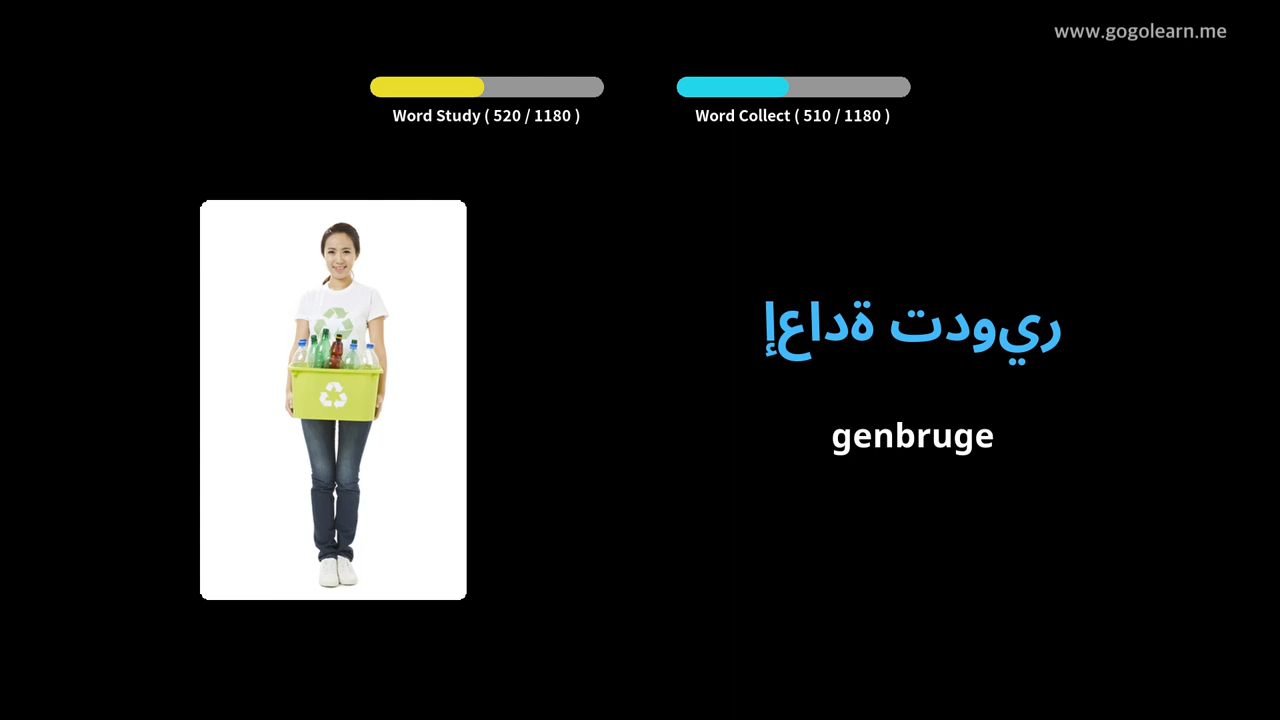 www.gogolearn.me
Word Study ( 520 / 1180 )
Word Collect ( 510 / 1180 )
إعادة تدوير
genbruge